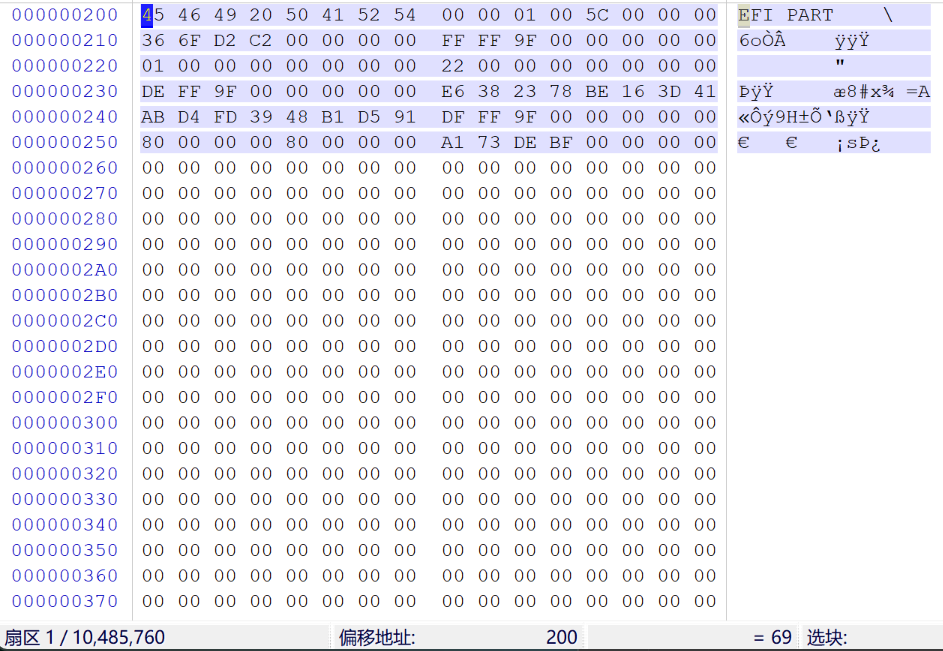 000000200 45 46 49 20 50 41 52 54 00 00 01 00 5C 00 00 00 EFI PART \
000000210 36 6F D2 C2 00 00 00 00 FF FF 9F 00 00 00 00 00 6oÒÂ ÿÿŸ
000000220 01 00 00 00 00 00 00 00 22 00 00 00 00 00 00 00 "
000000230 DE FF 9F 00 00 00 00 00 E6 38 23 78 BE 16 3D 41 ÞÿŸ æ8#x¾ =A
000000240 AB D4 FD 39 48 B1 D5 91 DF FF 9F 00 00 00 00 00 «Ôý9H±Õ‘ßÿŸ
000000250 80 00 00 00 80 00 00 00 A1 73 DE BF 00 00 00 00 € € ¡sÞ¿
000000260 00 00 00 00 00 00 00 00 00 00 00 00 00 00 00 00
000000270 00 00 00 00 00 00 00 00 00 00 00 00 00 00 00 00
000000280 00 00 00 00 00 00 00 00 00 00 00 00 00 00 00 00
000000290 00 00 00 00 00 00 00 00 00 00 00 00 00 00 00 00
0000002A0 00 00 00 00 00 00 00 00 00 00 00 00 00 00 00 00
0000002B0 00 00 00 00 00 00 00 00 00 00 00 00 00 00 00 00
0000002C0 00 00 00 00 00 00 00 00 00 00 00 00 00 00 00 00
0000002D0 00 00 00 00 00 00 00 00 00 00 00 00 00 00 00 00
0000002E0 00 00 00 00 00 00 00 00 00 00 00 00 00 00 00 00
0000002F0 00 00 00 00 00 00 00 00 00 00 00 00 00 00 00 00
000000300 00 00 00 00 00 00 00 00 00 00 00 00 00 00 00 00
000000310 00 00 00 00 00 00 00 00 00 00 00 00 00 00 00 00
000000320 00 00 00 00 00 00 00 00 00 00 00 00 00 00 00 00
000000330 00 00 00 00 00 00 00 00 00 00 00 00 00 00 00 00
000000340 00 00 00 00 00 00 00 00 00 00 00 00 00 00 00 00
000000350 00 00 00 00 00 00 00 00 00 00 00 00 00 00 00 00
000000360 00 00 00 00 00 00 00 00 00 00 00 00 00 00 00 00
000000370 00 00 00 00 00 00 00 00 00 00 00 00 00 00 00 00
扇区 1 / 10,485,760 偏移地址: 200 = 69 选块: